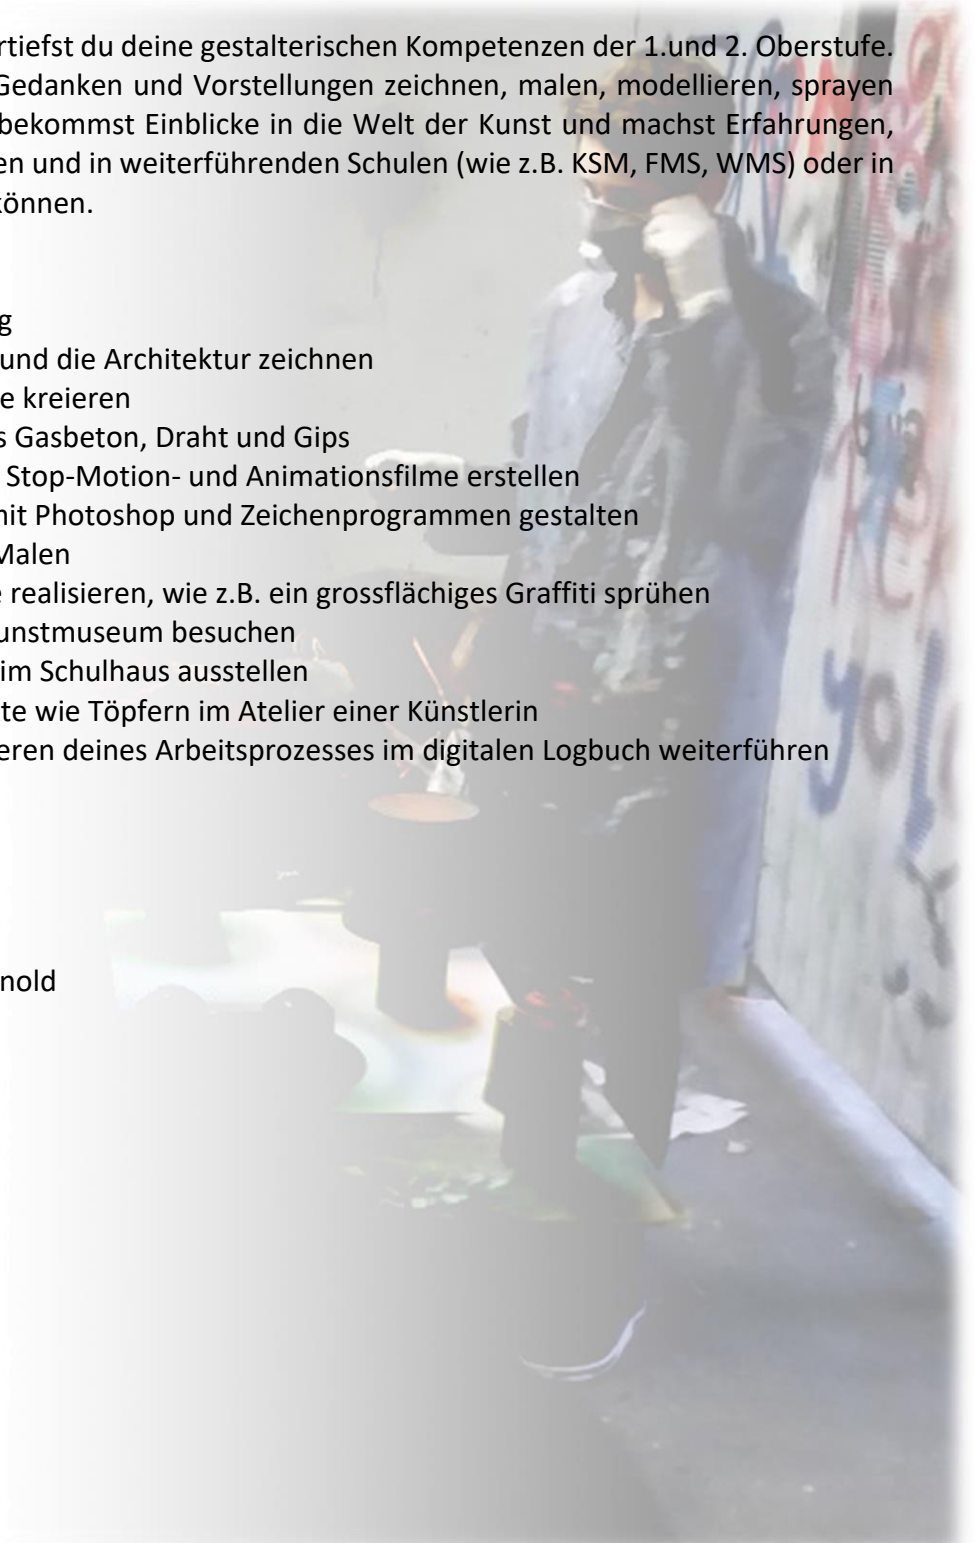 rtiefst du deine gestalterischen Kompetenzen der 1.und 2. Oberstufe.
Gedanken und Vorstellungen zeichnen, malen, modellieren, sprayen
bekommst Einblicke in die Welt der Kunst und machst Erfahrungen,
en und in weiterführenden Schulen (wie z.B. KSM, FMS, WMS) oder in
können.
g
und die Architektur zeichnen
e kreieren
s Gasbeton, Draht und Gips
Stop-Motion- und Animationsfilme erstellen
mit Photoshop und Zeichenprogrammen gestalten
Malen
e realisieren, wie z.B. ein grossflächiges Graffiti sprühen
unstmuseum besuchen
im Schulhaus ausstellen
te wie Töpfern im Atelier einer Künstlerin
eren deines Arbeitsprozesses im digitalen Logbuch weiterführen
nold